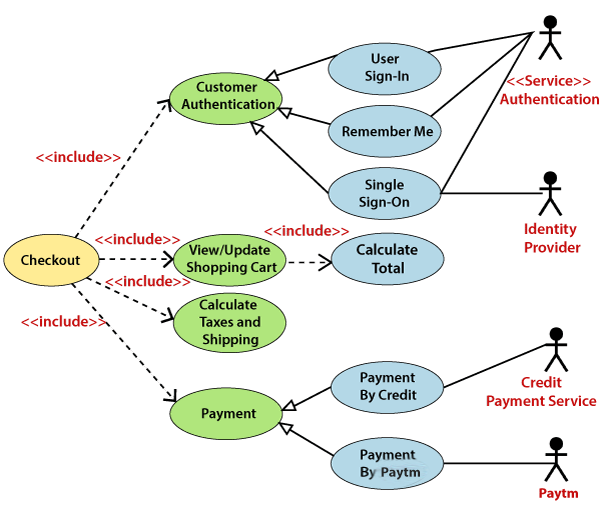 User
Sign-In
<<Service>>
Authentication
Customer
Authentication
Remember Me
<<include>>
Single
Sign-On
Identity
Provider
<<include>>
<<include>>
View/Update
Shopping Cart
Calculate
Total
Checkout
<<include>>
Calculate
Taxes and
Shipping
<<include>>
Payment
By Credit
Credit
Payment Service
Payment
Payment
By Paytm
Paytm